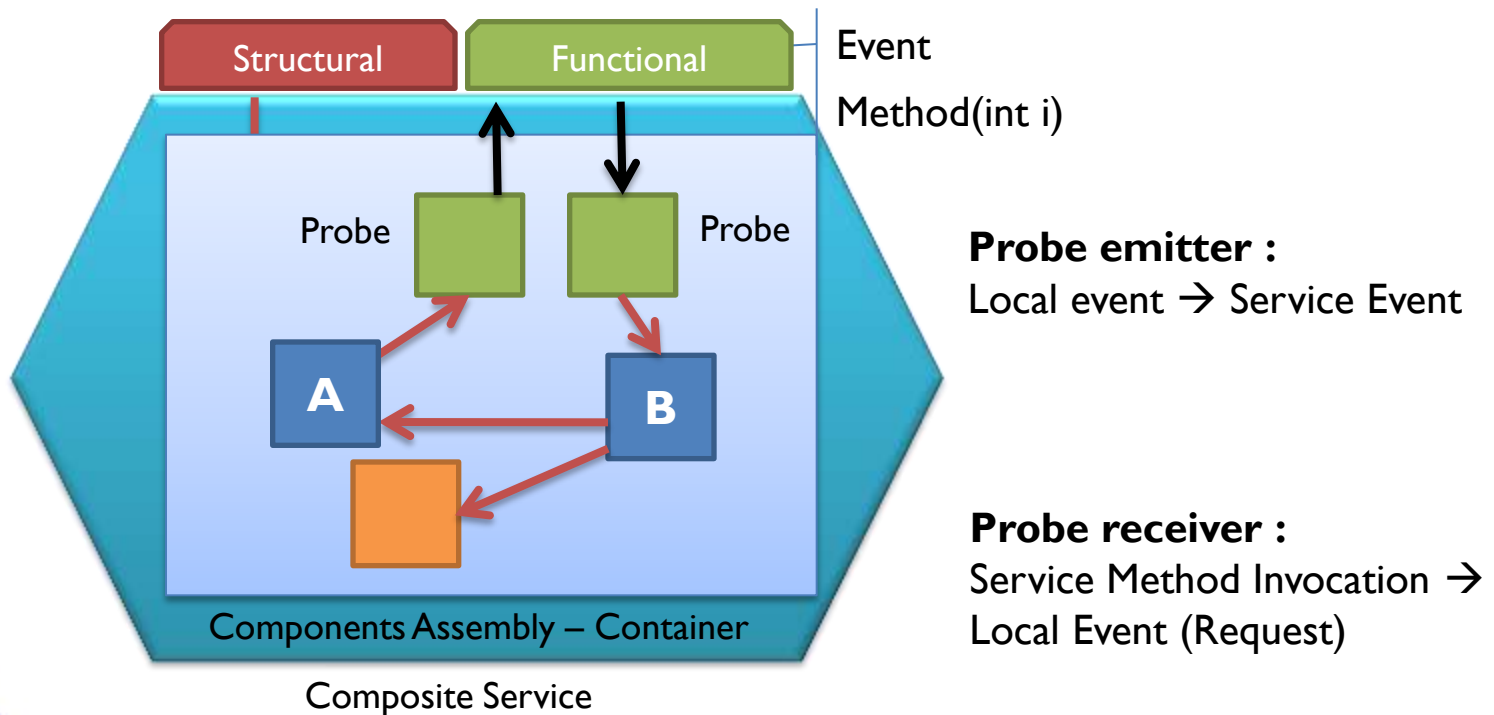 Structural
Functional
Event
Method(int i)
Probe
Probe
A
B
Components Assembly – Container
Composite Service
Probe emitter :
Local event → Service Event
Probe receiver :
Service Method Invocation →
Local Event (Request)